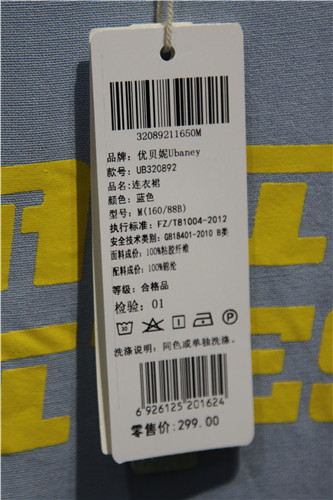 32089211650M
品牌: 优贝妮Ubaney
款号: UB320892
品名: 连衣裙
颜色: 蓝色
型号: M(160/88B)
执行标准: FZ/T81004-2012
安全技术类别: GB18401-2010 B类
面料成份: 100%粘胶纤维
配料成份: 100%锦纶
等级: 合格品
检验: 01
洗涤说明: 同色或单独洗涤.
6 926125 201624
零售价:299.00